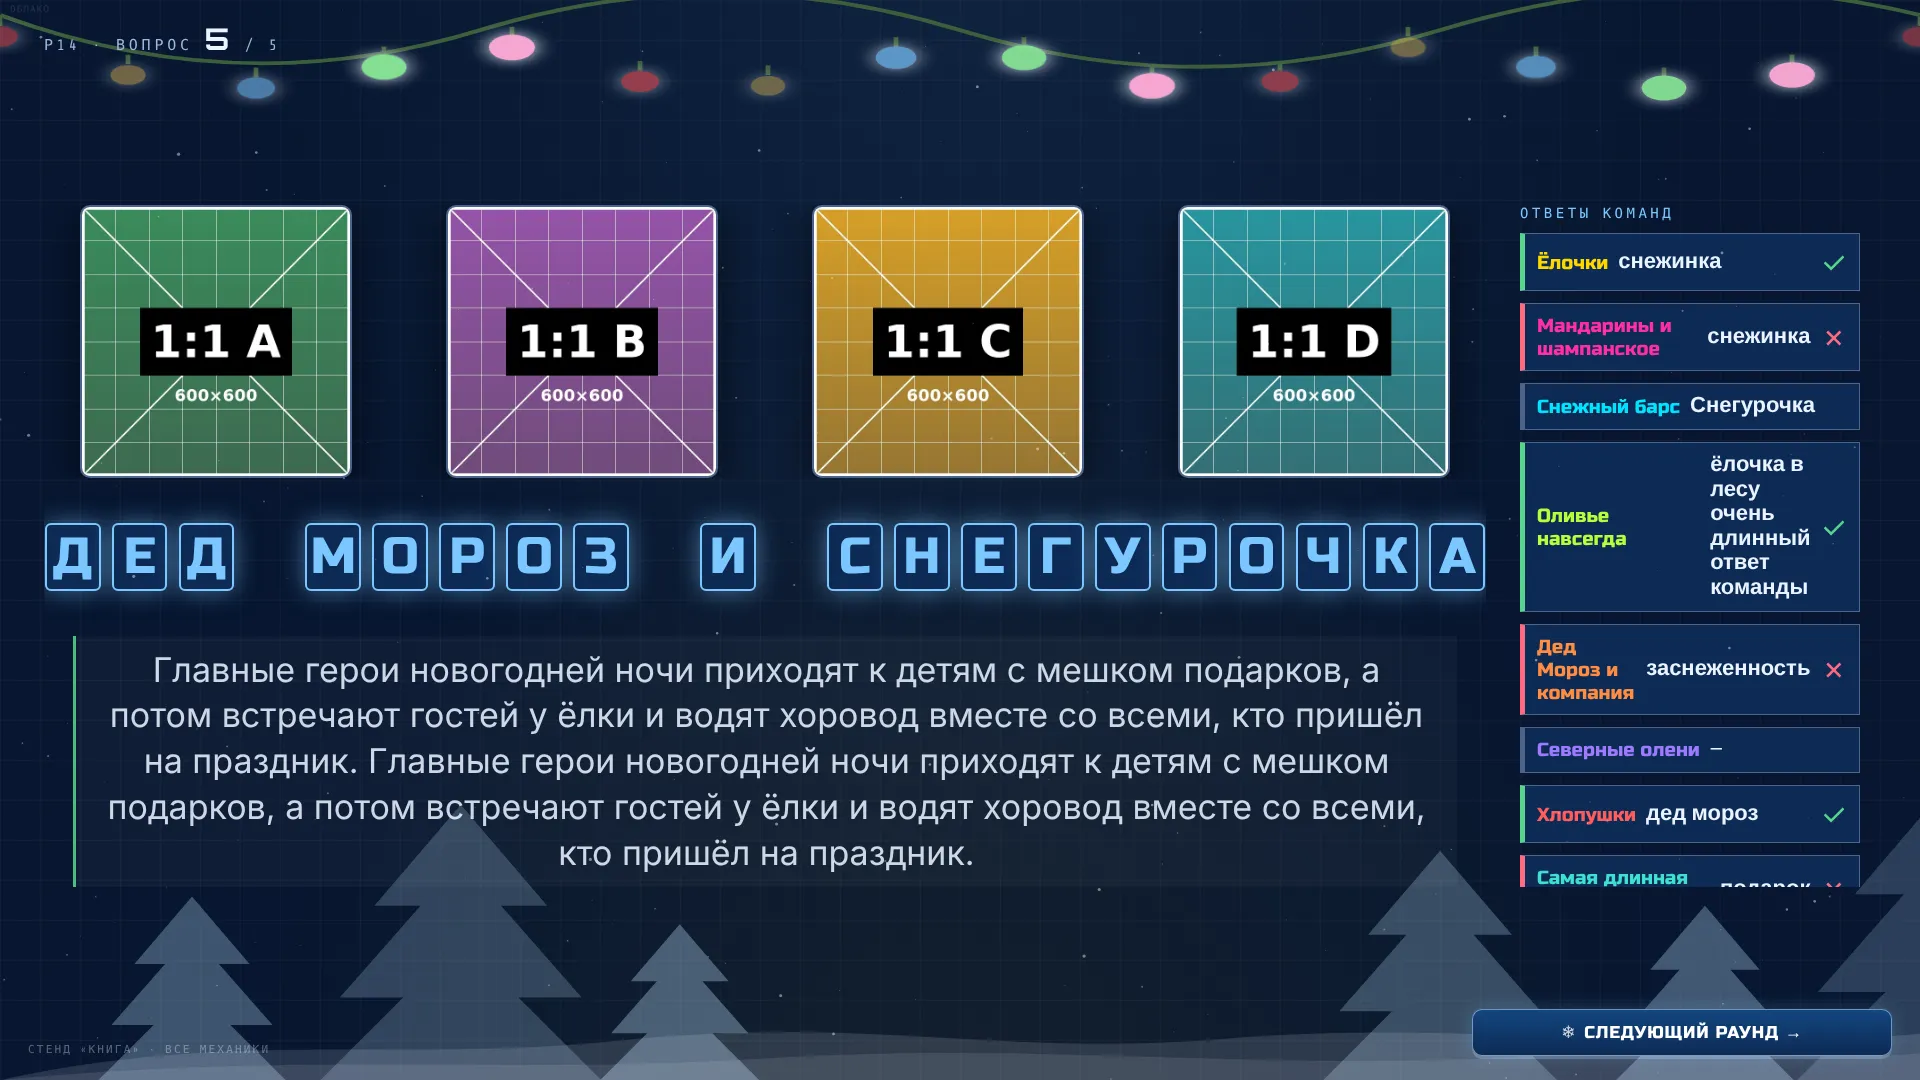 ОБЛАКО
Р14 · ВОПРОС 5 / 5
1:1 A
600×600
1:1 B
600×600
1:1 C
600×600
1:1 D
600×600
ДЕД МОРОЗ И СНЕГУРОЧКА
Главные герои новогодней ночи приходят к детям с мешком подарков, а
потом встречают гостей у ёлки и водят хоровод вместе со всеми, кто пришёл
на праздник. Главные герои новогодней ночи приходят к детям с мешком
подарков, а потом встречают гостей у ёлки и водят хоровод вместе со всеми,
кто пришёл на праздник.
ОТВЕТЫ КОМАНД
Ёлочки снежинка ✓
Мандарины и
шампанское
снежинка ✕
Снежный барс Снегурочка
Оливье
навсегда
ёлочка в
лесу
очень
длинный
ответ
команды ✓
Дед
Мороз и
компания
заснеженность ✕
Северные олени –
Хлопушки дед мороз ✓
Самая длинная
подарок
СТЕНД «КНИГА» · ВСЕ МЕХАНИКИ
❄ СЛЕДУЮЩИЙ РАУНД →